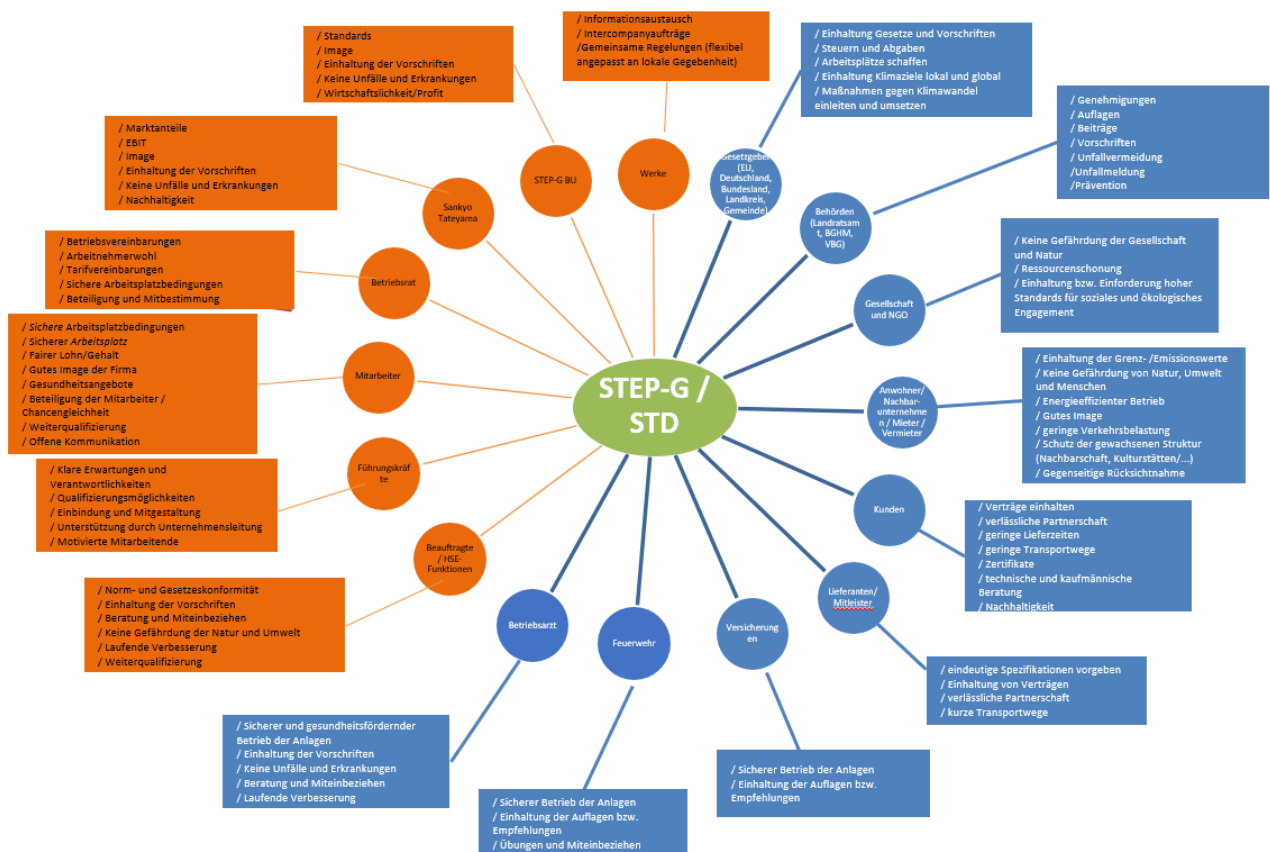 / Informationsaustausch
/ Intercompanyaufträge
/Gemeinsame Regelungen (flexibel
angepasst an lokale Gegebenheit)
/ Standards
/ Image
/ Einhaltung der Vorschriften
/ Keine Unfälle und Erkrankungen
/ Wirtschaftslichkeit/Profit
/ Einhaltung Gesetze und Vorschriften
/ Steuern und Abgaben
/ Arbeitsplätze schaffen
/ Einhaltung Klimaziele lokal und global
/ Maßnahmen gegen Klimawandel
einleiten und umsetzen
/ Genehmigungen
/ Auflagen
/ Beiträge
/ Vorschriften
/ Unfallvermeidung
/Unfallmeldung
/Prävention
/ Marktanteile
/ EBIT
/ Image
/ Einhaltung der Vorschriften
/ Keine Unfälle und Erkrankungen
/ Nachhaltigkeit
STEP-G BU
Werke
Gesetzgeber
(EU,
Deutschland,
Bundesland,
Landkreis,
Gemeinde)
Sankyo
Tateyama
Behörden
(Landratsam
t, BGHM,
VBG)
/ Betriebsvereinbarungen
/ Arbeitnehmerwohl
/ Tarifvereinbarungen
/ Sichere Arbeitsplatzbedingungen
/ Beteiligung und Mitbestimmung
Betriebsrat
Gesellschaft
und NGO
/ Keine Gefährdung der Gesellschaft
und Natur
/ Ressourcenschonung
/ Einhaltung bzw. Einforderung hoher
Standards für soziales und ökologisches
Engagement
/ Sichere Arbeitsplatzbedingungen
/ Sicherer Arbeitsplatz
/ Fairer Lohn/Gehalt
/ Gutes Image der Firma
/ Gesundheitsangebote
/ Beteiligung der Mitarbeiter /
Chancengleichheit
/ Weiterqualifizierung
/ Offene Kommunikation
Mitarbeiter
STEP-G /
STD
Anwohner/
Nachbar-
unternehme
n / Mieter /
Vermieter
/ Einhaltung der Grenz- /Emissionswerte
/ Keine Gefährdung von Natur, Umwelt
und Menschen
/ Energieeffizienter Betrieb
/ Gutes Image
/ geringe Verkehrsbelastung
/ Schutz der gewachsenen Struktur
(Nachbarschaft, Kulturstätten/...)
/ Gegenseitige Rücksichtnahme
/ Klare Erwartungen und
Verantwortlichkeiten
/ Qualifizierungsmöglichkeiten
/ Einbindung und Mitgestaltung
/ Unterstützung durch Unternehmensleitung
/ Motivierte Mitarbeitende
Führungskräf
te
Kunden
/ Verträge einhalten
/ verlässliche Partnerschaft
/ geringe Lieferzeiten
/ geringe Transportwege
/ Zertifikate
/ technische und kaufmännische
Beratung
/ Nachhaltigkeit
Beauftragte
/ HSE-
Funktionen
/ Norm- und Gesetzeskonformität
/ Einhaltung der Vorschriften
/ Beratung und Miteinbeziehen
/ Keine Gefährdung der Natur und Umwelt
/ Laufende Verbesserung
/ Weiterqualifizierung
Betriebsarzt
Feuerwehr
Versicherung
en
Lieferanten/
Mitleister
/ eindeutige Spezifikationen vorgeben
/ Einhaltung von Verträgen
/ verlässliche Partnerschaft
/ kurze Transportwege
/ Sicherer und gesundheitsfördernder
Betrieb der Anlagen
/ Einhaltung der Vorschriften
/ Keine Unfälle und Erkrankungen
/ Beratung und Miteinbeziehen
/ Laufende Verbesserung
/ Sicherer Betrieb der Anlagen
/ Einhaltung der Auflagen bzw.
Empfehlungen
/ Übungen und Miteinbeziehen
/ Sicherer Betrieb der Anlagen
/ Einhaltung der Auflagen bzw.
Empfehlungen